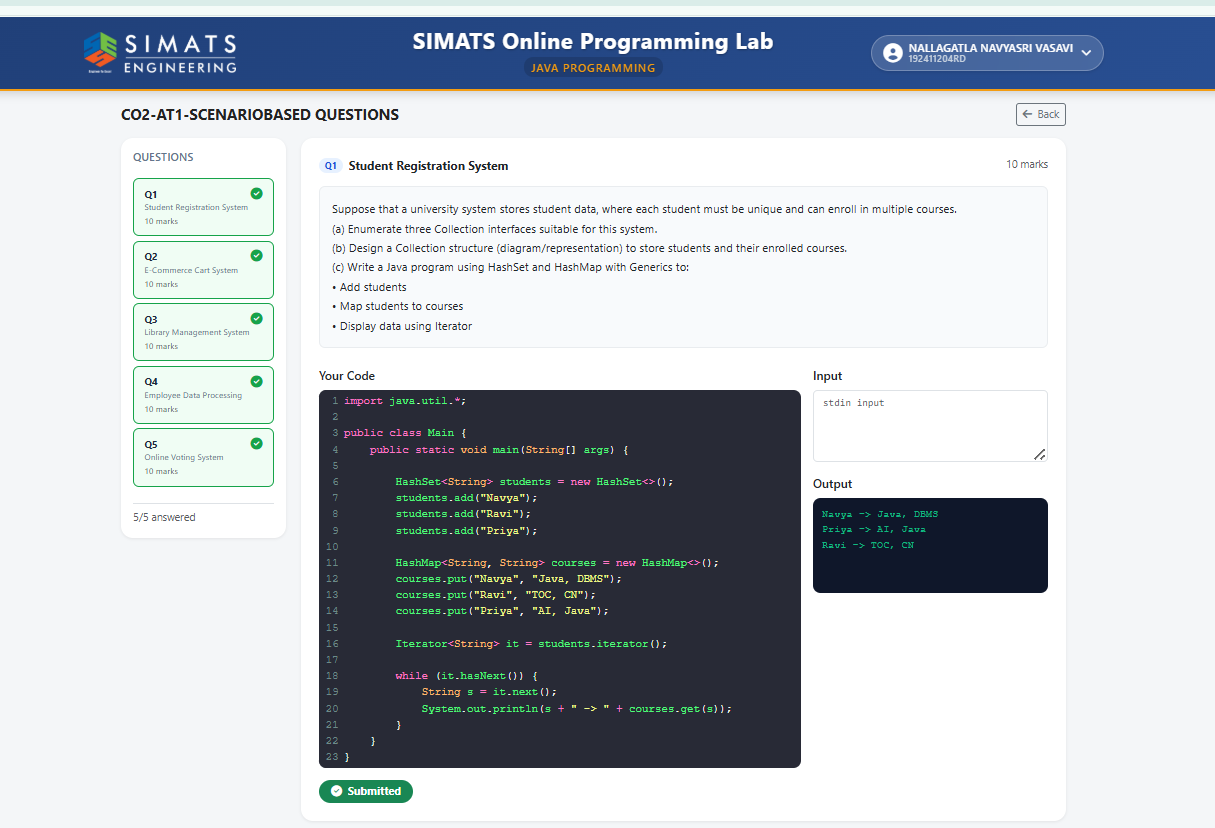 SIMATS
ENGINEERING
SIMATS Online Programming Lab
JAVA PROGRAMMING
NALLAGATLA NAVYASRI VASAVI
192411204RD
CO2-AT1-SCENARIOBASED QUESTIONS
← Back
QUESTIONS
Q1
Student Registration System
10 marks
Q2
E-Commerce Cart System
10 marks
Q3
Library Management System
10 marks
Q4
Employee Data Processing
10 marks
Q5
Online Voting System
10 marks
5/5 answered
Q1 Student Registration System
10 marks
Suppose that a university system stores student data, where each student must be unique and can enroll in multiple courses.
(a) Enumerate three Collection interfaces suitable for this system.
(b) Design a Collection structure (diagram/representation) to store students and their enrolled courses.
(c) Write a Java program using HashSet and HashMap with Generics to:
• Add students
• Map students to courses
• Display data using Iterator
Your Code
1 import java.util.*;
2
3 public class Main {
4     public static void main(String[] args) {
5
6         HashSet<String> students = new HashSet<>();
7         students.add("Navya");
8         students.add("Ravi");
9         students.add("Priya");
10
11         HashMap<String, String> courses = new HashMap<>();
12         courses.put("Navya", "Java, DBMS");
13         courses.put("Ravi", "TOC, CN");
14         courses.put("Priya", "AI, Java");
15
16         Iterator<String> it = students.iterator();
17
18         while (it.hasNext()) {
19             String s = it.next();
20             System.out.println(s + " -> " + courses.get(s));
21         }
22     }
23 }
Submitted
Input
stdin input
Output
Navya -> Java, DBMS
Priya -> AI, Java
Ravi -> TOC, CN